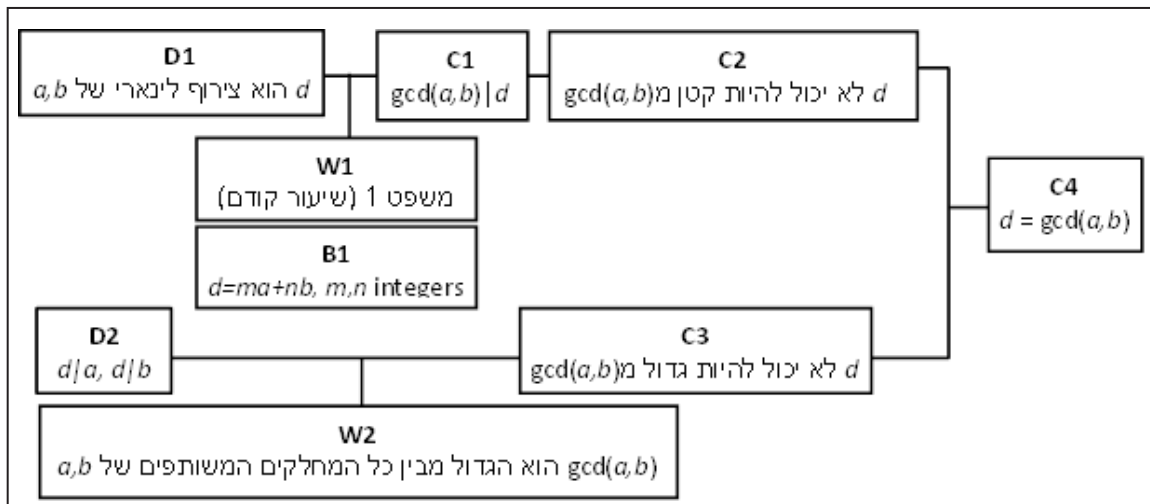 D1
d הוא צירוף לינארי של a,b
C1
gcd(a,b)|d
C2
d לא יכול להיות קטן מ gcd(a,b)
W1
משפט 1 (שיעור קודם)
B1
d=ma+nb, m,n integers
C4
d = gcd(a,b)
D2
d|a, d|b
C3
d לא יכול להיות גדול מ gcd(a,b)
W2
gcd(a,b) הוא הגדול מבין כל המחלקים המשותפים של a,b